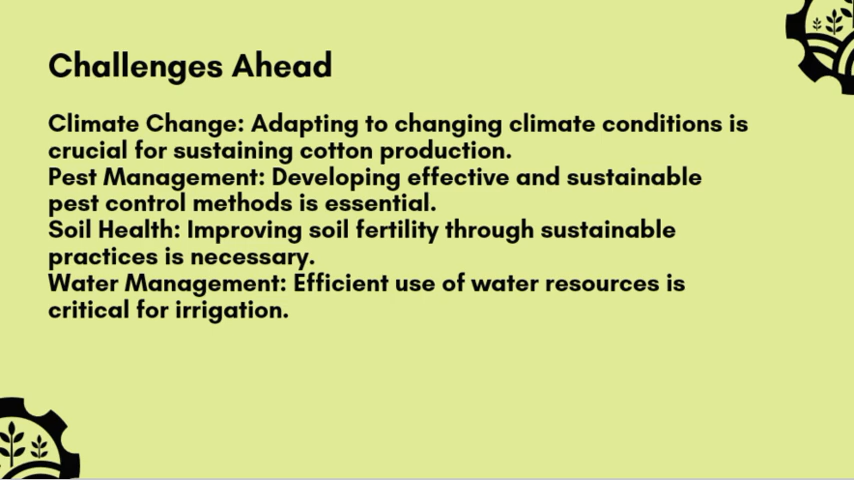 Challenges Ahead
Climate Change: Adapting to changing climate conditions is
crucial for sustaining cotton production.
Pest Management: Developing effective and sustainable
pest control methods is essential.
Soil Health: Improving soil fertility through sustainable
practices is necessary.
Water Management: Efficient use of water resources is
critical for irrigation.